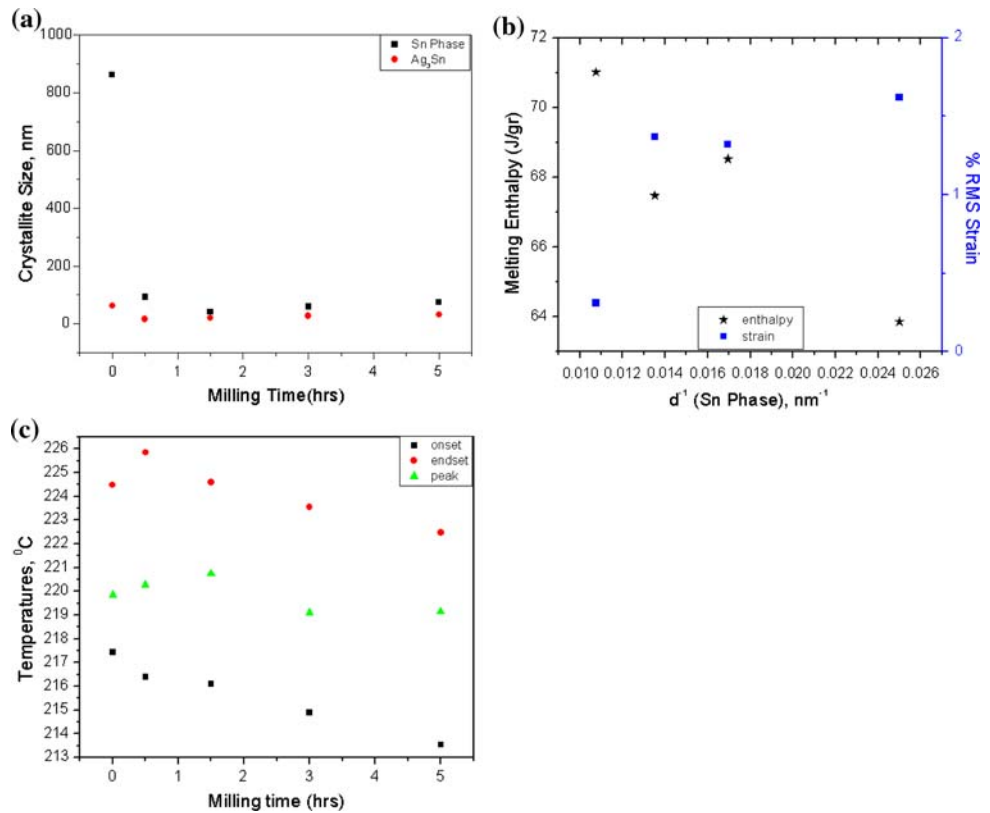 (a)
1000
800
600
400
200
0
Crystallite Size, nm
Sn Phase
Ag₃Sn
0 1 2 3 4 5
Milling Time(hrs)
(b)
72
70
68
66
64
Melting Enthalpy (J/gr)
2
1
0
% RMS Strain
enthalpy
strain
0.010 0.012 0.014 0.016 0.018 0.020 0.022 0.024 0.026
d⁻¹ (Sn Phase), nm⁻¹
(c)
226
225
224
223
222
221
220
219
218
217
216
215
214
213
Temperatures, ⁰C
onset
endset
peak
0 1 2 3 4 5
Milling time (hrs)